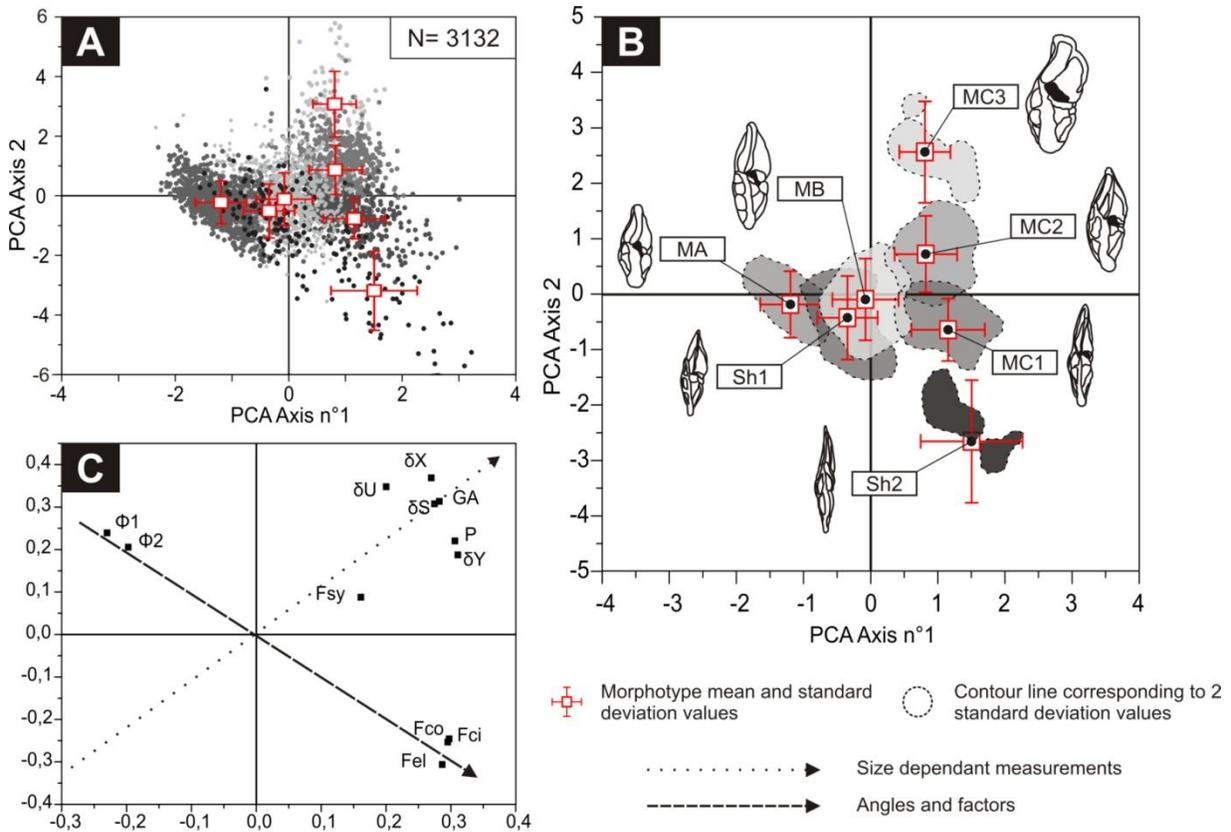 A
N= 3132
PCA Axis 2
6
4
2
0
-2
-4
-6
-4
-2
0
2
4
PCA Axis n°1
B
PCA Axis 2
5
4
3
2
1
0
-1
-2
-3
-4
-5
-4
-3
-2
-1
0
1
2
3
4
PCA Axis n°1
MC3
MB
MC2
MA
Sh1
MC1
Sh2
C
0,4
0,3
0,2
0,1
0,0
-0,1
-0,2
-0,3
-0,4
-0,3
-0,2
-0,1
0,0
0,1
0,2
0,3
0,4
δX
δU
δS
GA
P
δY
Fsy
Φ1
Φ2
Fco
Fci
Fel
Morphotype mean and standard
deviation values
Contour line corresponding to 2
standard deviation values
Size dependant measurements
Angles and factors